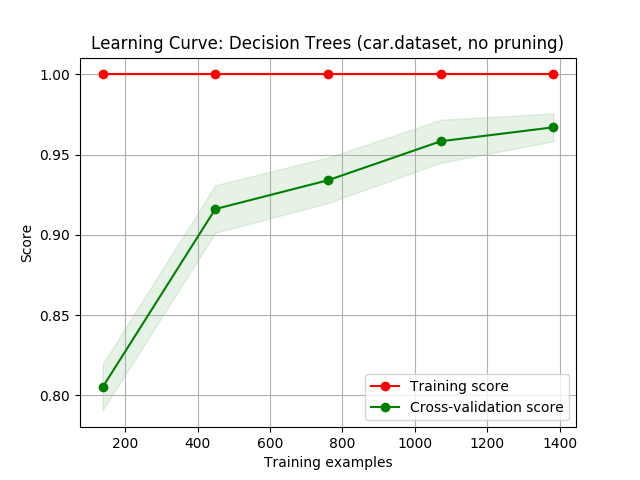 Learning Curve: Decision Trees (car.dataset, no pruning)
1.00
0.95
0.90
0.85
0.80
Score
200 400 600 800 1000 1200 1400
Training examples
Training score
Cross-validation score